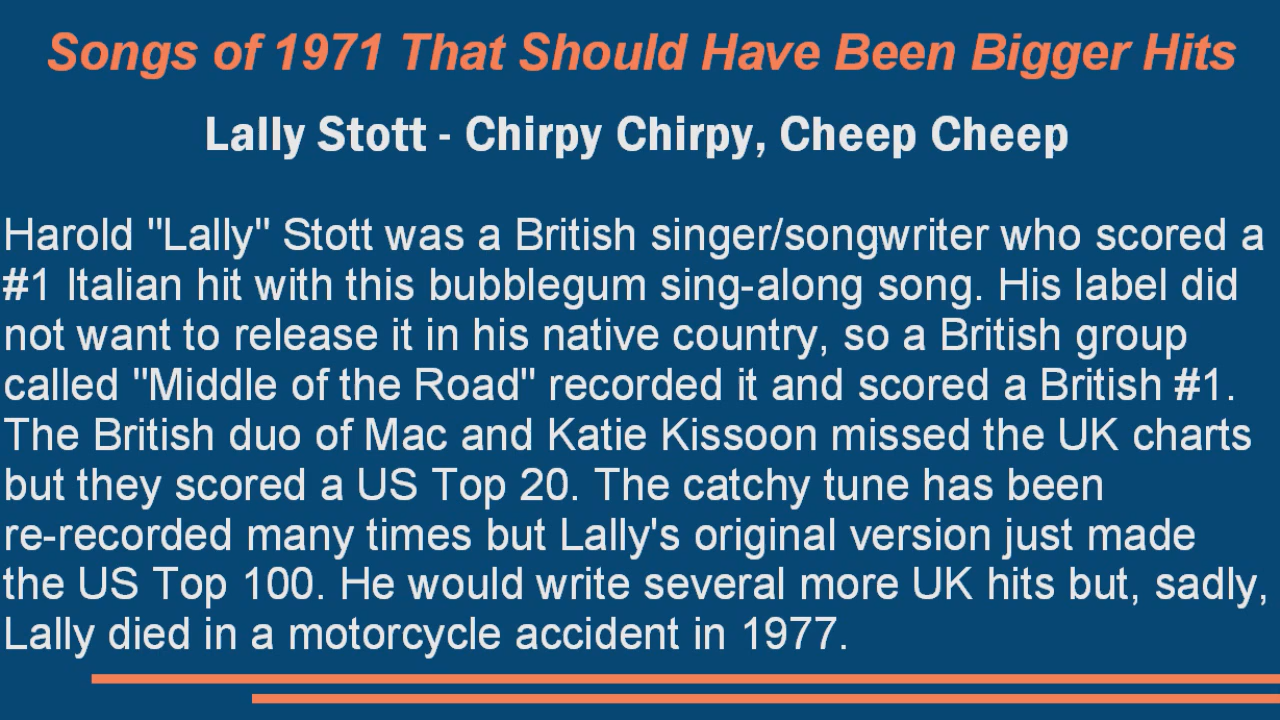 Songs of 1971 That Should Have Been Bigger Hits
Lally Stott - Chirpy Chirpy, Cheep Cheep
Harold "Lally" Stott was a British singer/songwriter who scored a
#1 Italian hit with this bubblegum sing-along song. His label did
not want to release it in his native country, so a British group
called "Middle of the Road" recorded it and scored a British #1.
The British duo of Mac and Katie Kissoon missed the UK charts
but they scored a US Top 20. The catchy tune has been
re-recorded many times but Lally's original version just made
the US Top 100. He would write several more UK hits but, sadly,
Lally died in a motorcycle accident in 1977.